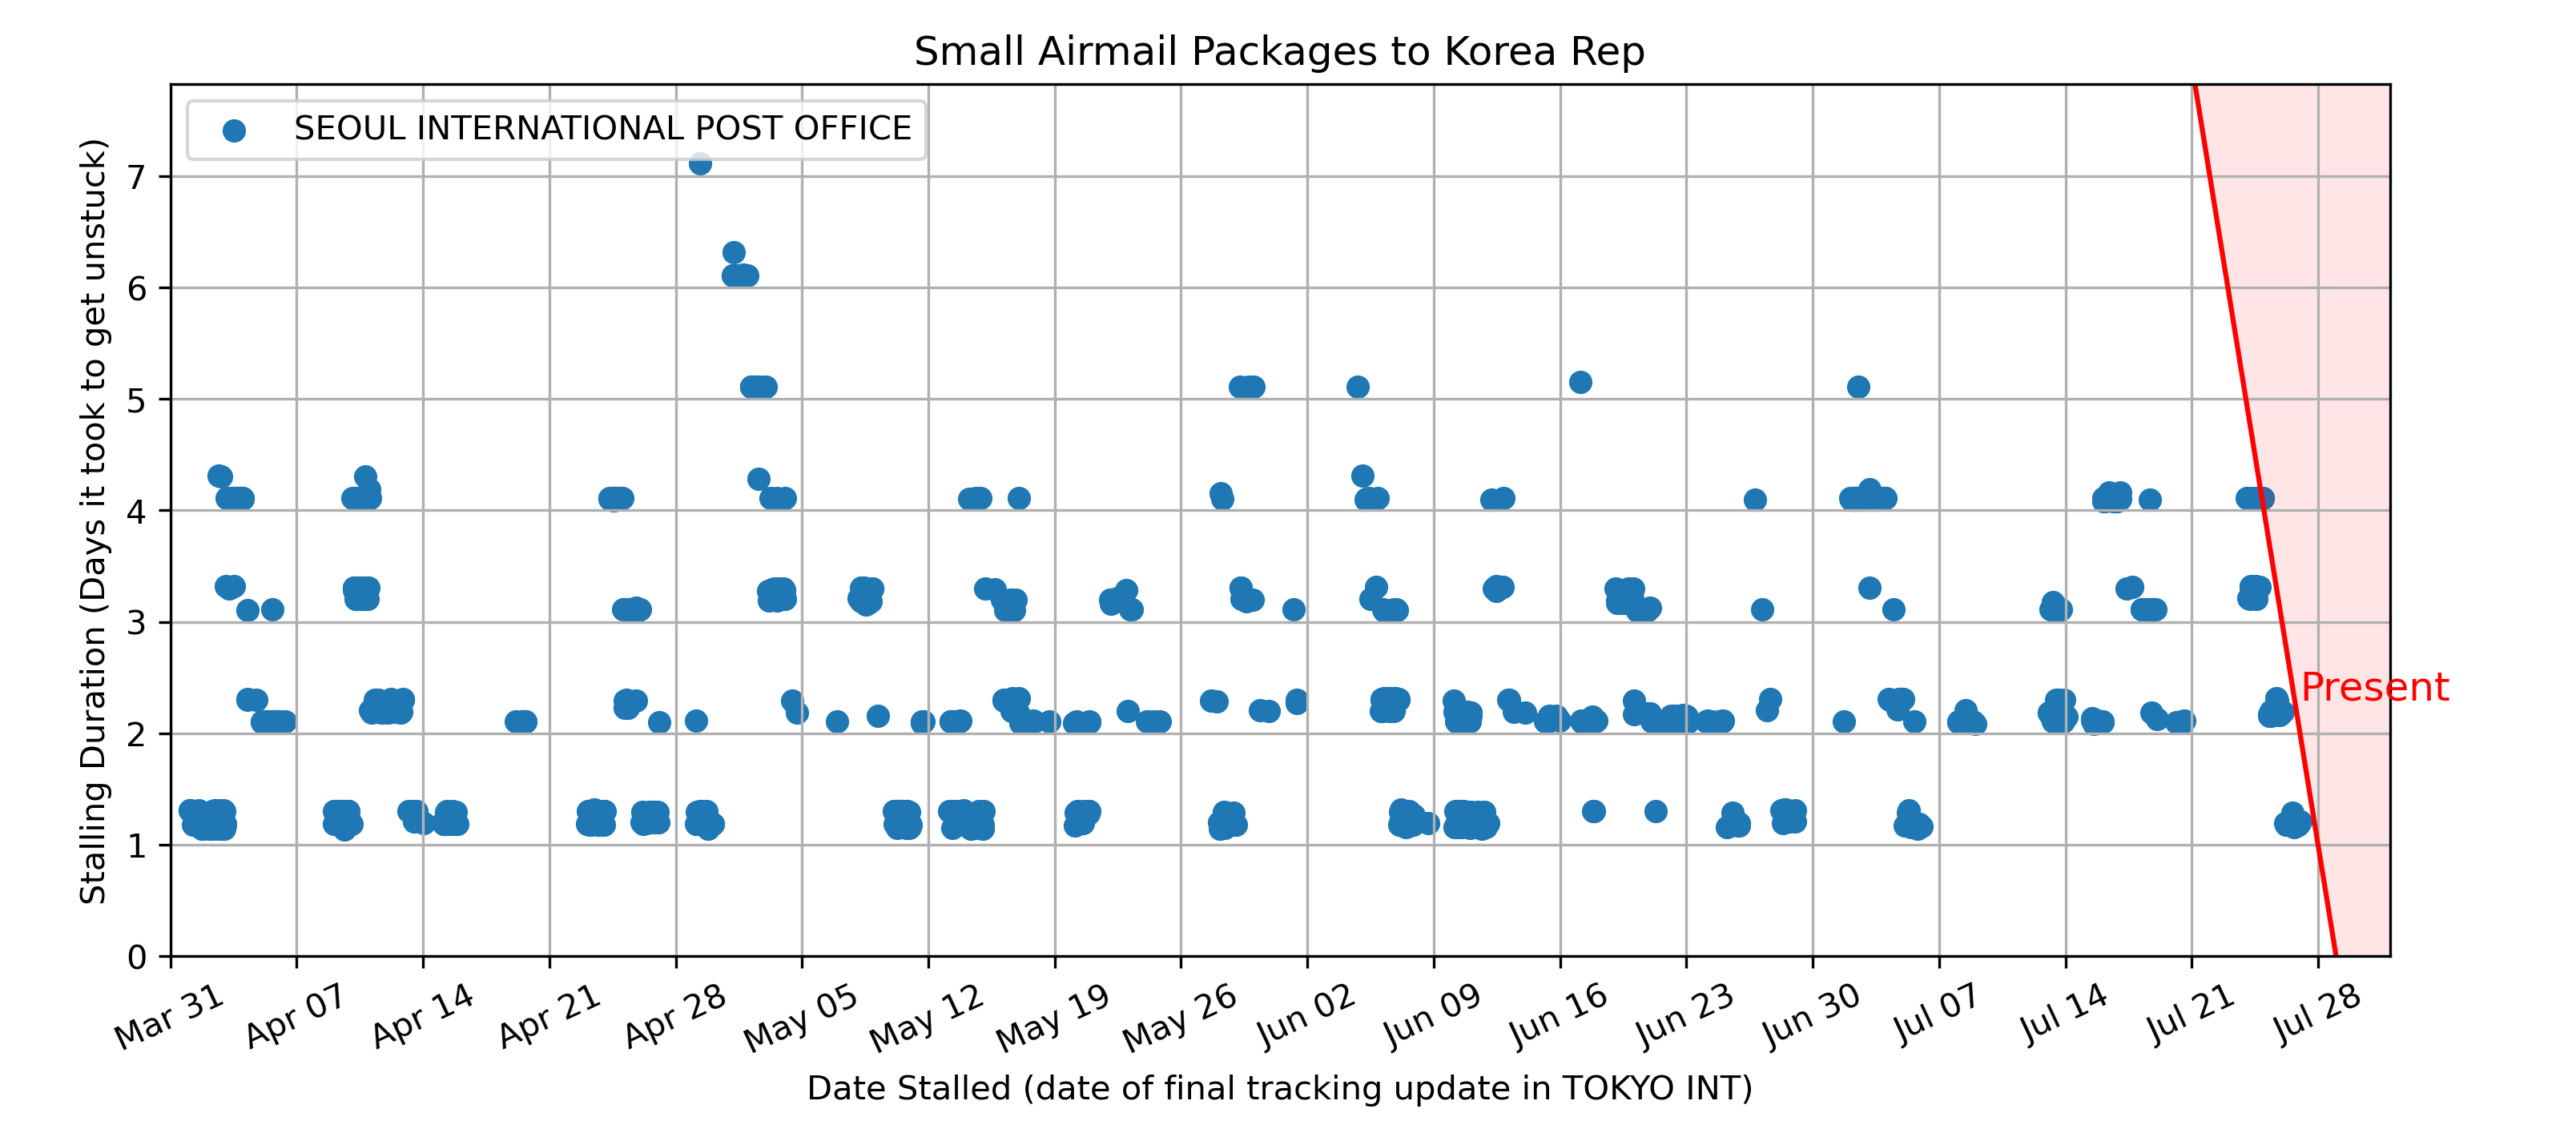 Small Airmail Packages to Korea Rep
SEOUL INTERNATIONAL POST OFFICE
Stalling Duration (Days it took to get unstuck)
7
6
5
4
3
2
1
0
Present
Mar 31
Apr 07
Apr 14
Apr 21
Apr 28
May 05
May 12
May 19
May 26
Jun 02
Jun 09
Jun 16
Jun 23
Jun 30
Jul 07
Jul 14
Jul 21
Jul 28
Date Stalled (date of final tracking update in TOKYO INT)